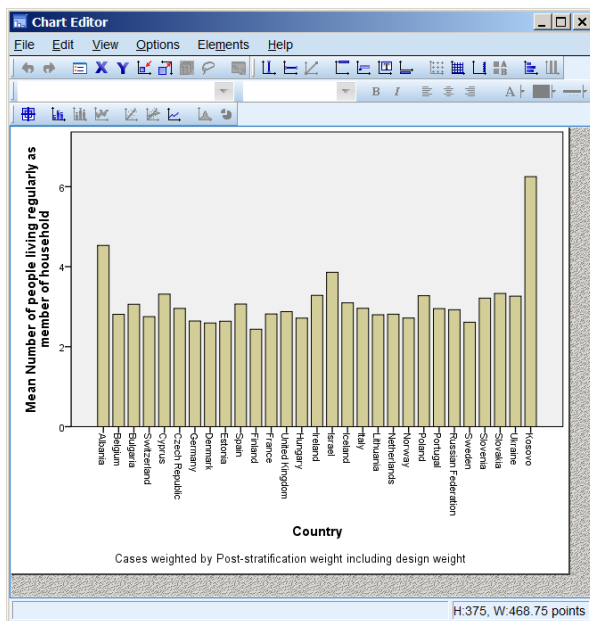 Chart Editor
File Edit View Options Elements Help
X Y
B I A
Mean Number of people living regularly as
member of household
6
4
2
0
Albania
Belgium
Bulgaria
Switzerland
Cyprus
Czech Republic
Germany
Denmark
Estonia
Spain
Finland
France
United Kingdom
Hungary
Ireland
Israel
Iceland
Italy
Lithuania
Netherlands
Norway
Poland
Portugal
Russian Federation
Sweden
Slovenia
Slovakia
Ukraine
Kosovo
Country
Cases weighted by Post-stratification weight including design weight
H:375, W:468.75 points